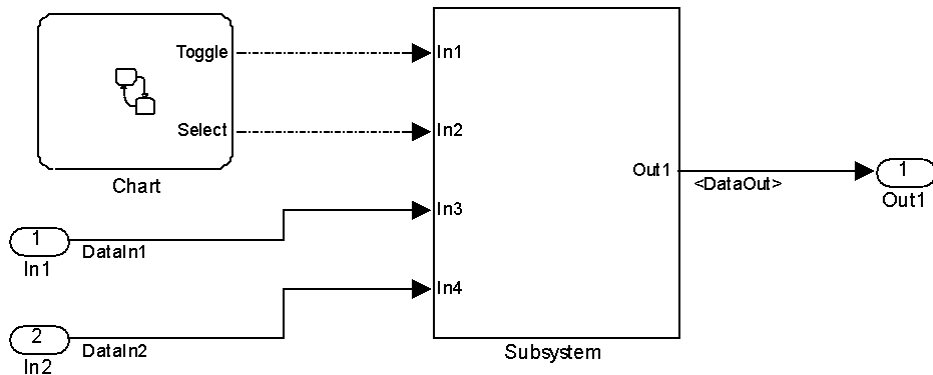 Toggle
In1
Select
In2
Chart
Out1
<DataOut>
1
Out1
In3
1
DataIn1
In1
In4
2
DataIn2
In2
Subsystem